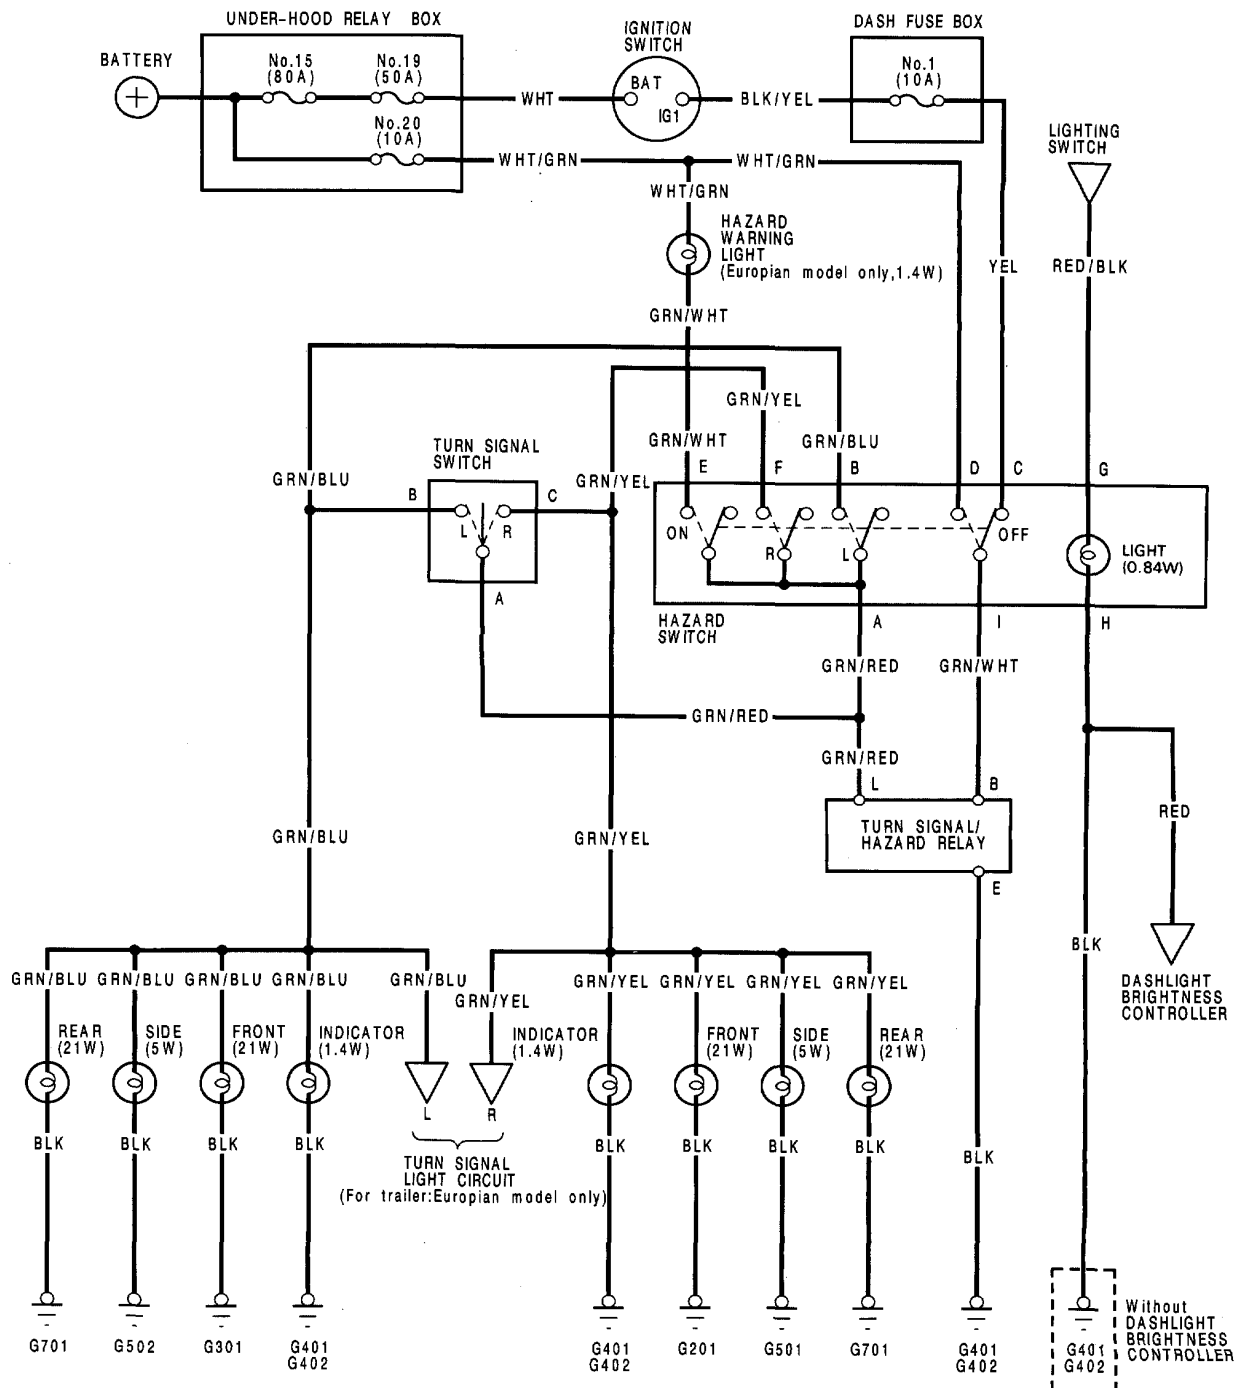 UNDER-HOOD RELAY BOX
IGNITION
SWITCH
DASH FUSE BOX
BATTERY
No.15
(80A)
No.19
(50A)
No.1
(10A)
BAT
IG1
WHT
BLK/YEL
No.20
(10A)
LIGHTING
SWITCH
WHT/GRN
WHT/GRN
WHT/GRN
HAZARD
WARNING
LIGHT
(Europian model only,1.4W)
YEL
RED/BLK
GRN/WHT
GRN/YEL
GRN/WHT
GRN/BLU
TURN SIGNAL
SWITCH
GRN/BLU
GRN/YEL
E
F
B
D
C
G
B
C
L
R
ON
R
L
OFF
LIGHT
(0.84W)
A
HAZARD
SWITCH
A
I
H
GRN/RED
GRN/WHT
GRN/RED
GRN/RED
L
B
TURN SIGNAL/
HAZARD RELAY
RED
GRN/BLU
GRN/YEL
E
BLK
GRN/BLU
GRN/BLU
GRN/BLU
GRN/BLU
GRN/BLU
GRN/YEL
GRN/YEL
GRN/YEL
GRN/YEL
GRN/YEL
DASHLIGHT
BRIGHTNESS
CONTROLLER
REAR
(21W)
SIDE
(5W)
FRONT
(21W)
INDICATOR
(1.4W)
INDICATOR
(1.4W)
FRONT
(21W)
SIDE
(5W)
REAR
(21W)
L
R
BLK
BLK
BLK
BLK
BLK
BLK
BLK
BLK
BLK
TURN SIGNAL
LIGHT CIRCUIT
(For trailer:Europian model only)
G701
G502
G301
G401
G402
G401
G402
G201
G501
G701
G401
G402
G401
G402
Without
DASHLIGHT
BRIGHTNESS
CONTROLLER